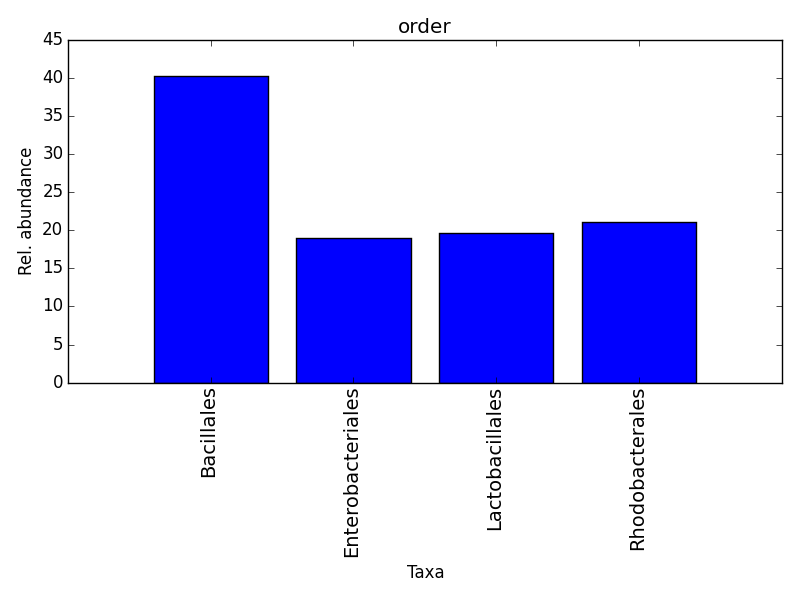 order
45
40
35
30
25
20
15
10
5
0
Rel. abundance
Bacillales
Enterobacteriales
Lactobacillales
Rhodobacterales
Taxa